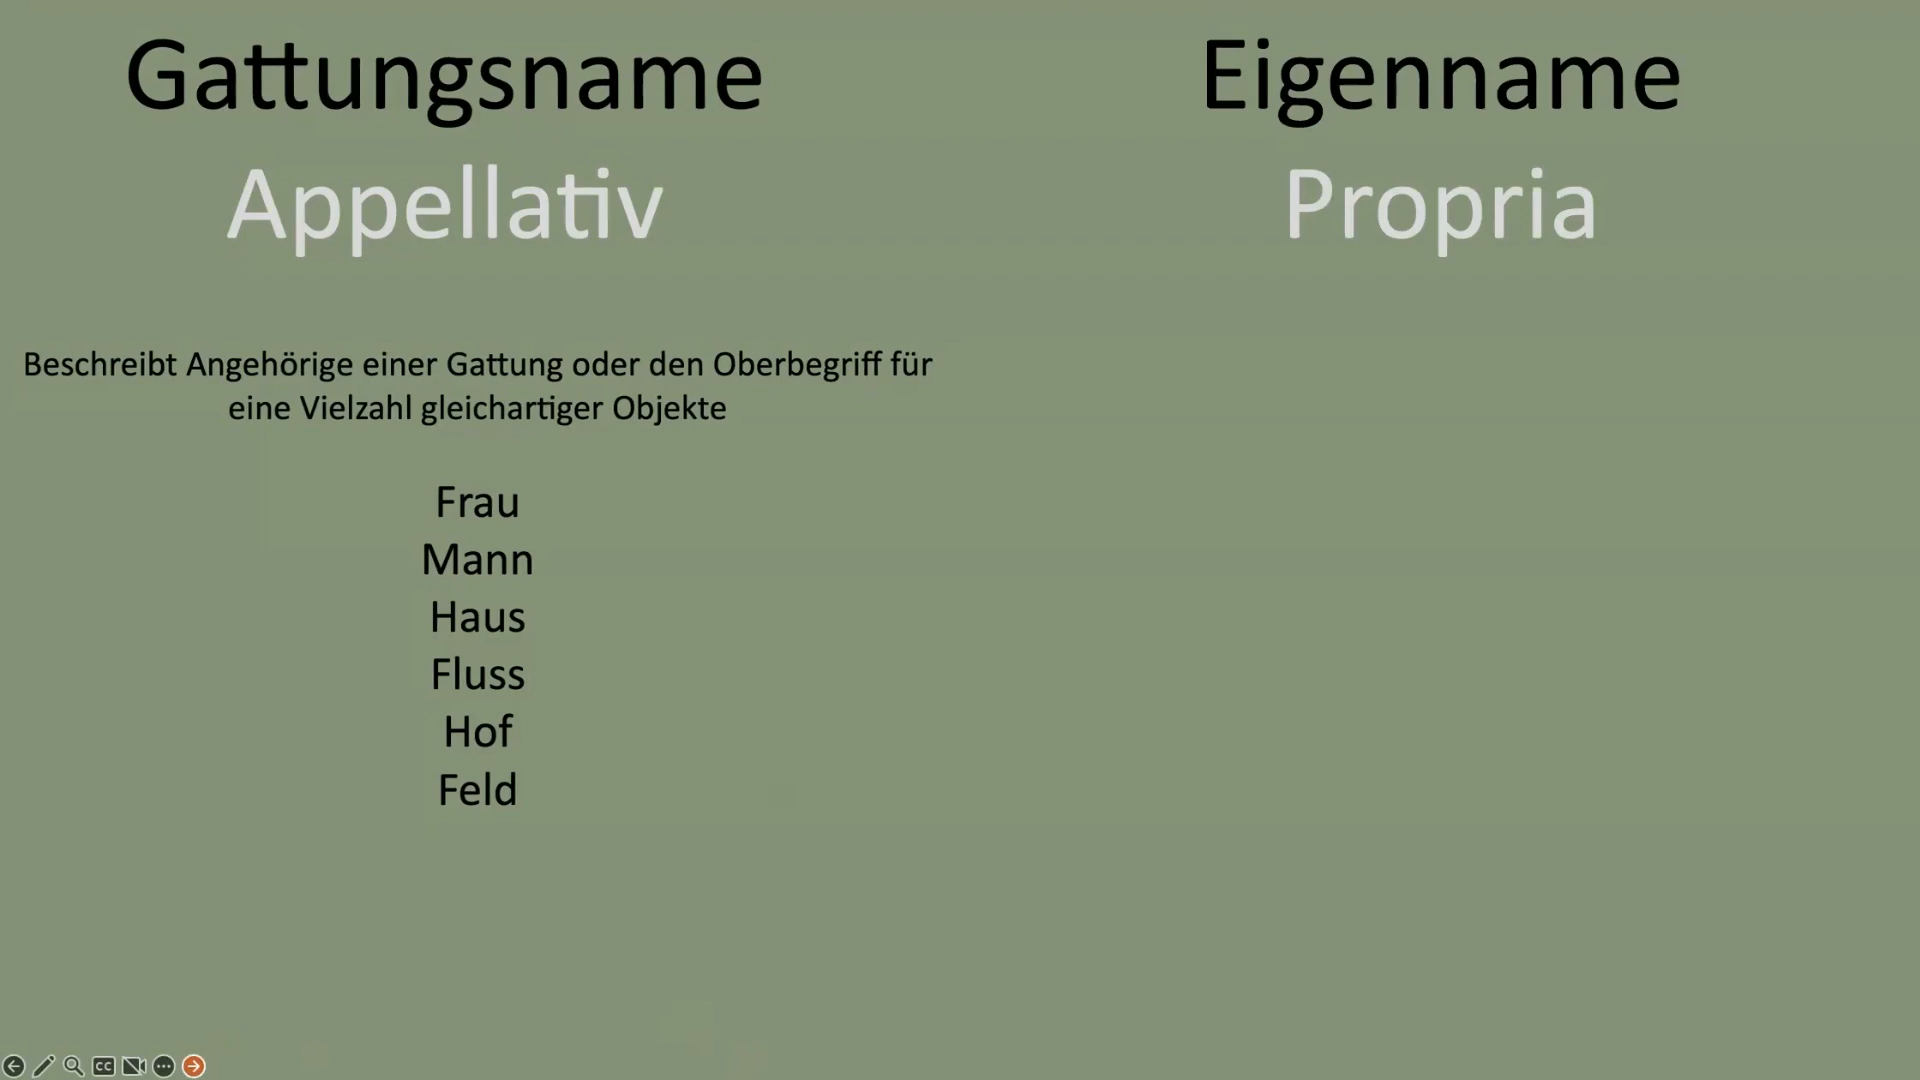 Gattungsname
Appellativ
Eigenname
Propria
Beschreibt Angehörige einer Gattung oder den Oberbegriff für
eine Vielzahl gleichartiger Objekte
Frau
Mann
Haus
Fluss
Hof
Feld
CC